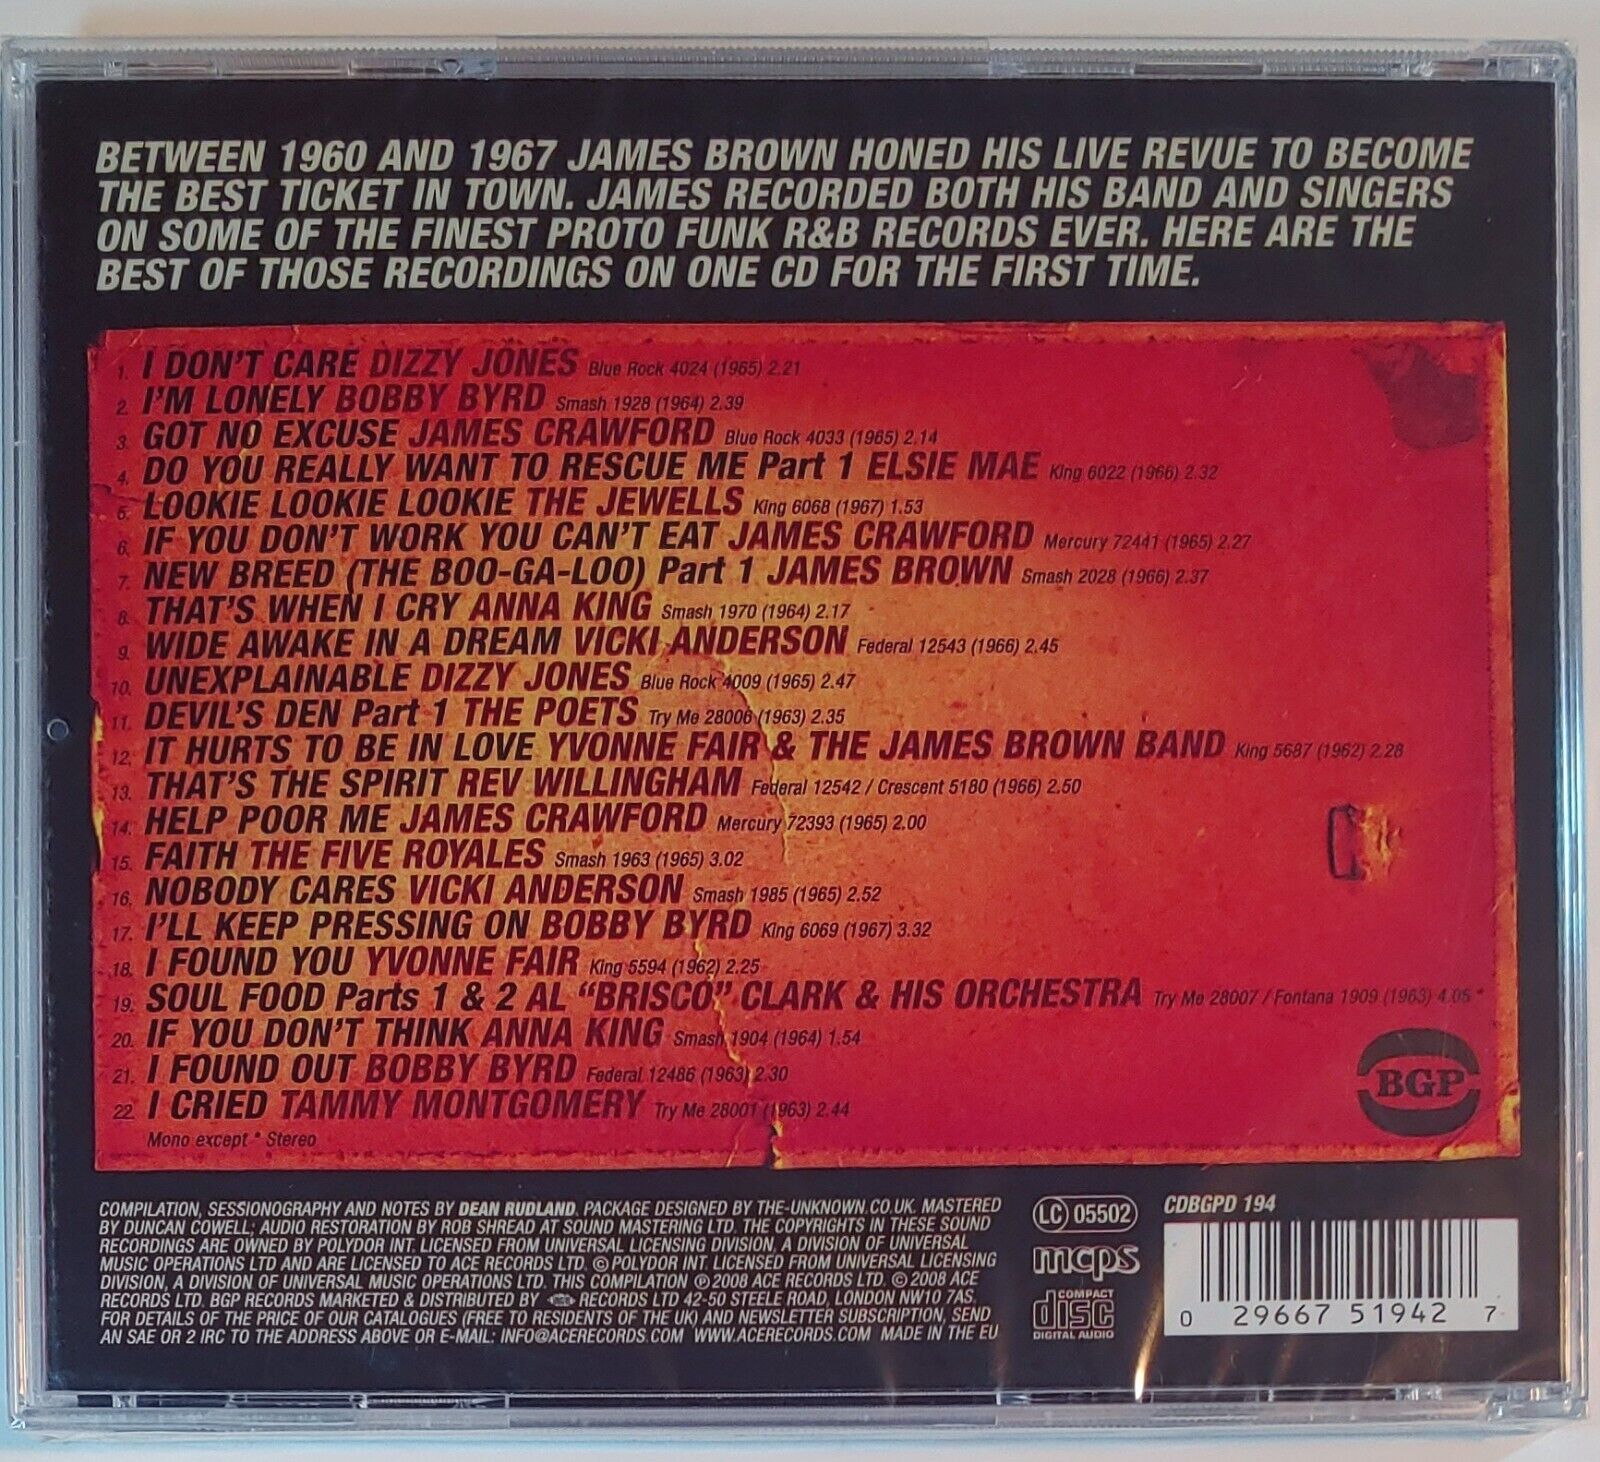 BETWEEN 1960 AND 1967 JAMES BROWN HONED HIS LIVE REVUE TO BECOME
THE BEST TICKET IN TOWN. JAMES RECORDED BOTH HIS BAND AND SINGERS
ON SOME OF THE FINEST PROTO FUNK R&B RECORDS EVER. HERE ARE THE
BEST OF THOSE RECORDINGS ON ONE CD FOR THE FIRST TIME.
1. I DON'T CARE DIZZY JONES Blue Rock 4024 (1965) 2.21
2. I'M LONELY BOBBY BYRD Smash 1928 (1964) 2.39
3. GOT NO EXCUSE JAMES CRAWFORD Blue Rock 4033 (1965) 2.14
4. DO YOU REALLY WANT TO RESCUE ME Part 1 ELSIE MAE King 6022 (1966) 2.32
5. LOOKIE LOOKIE LOOKIE THE JEWELLS King 6068 (1967) 1.53
6. IF YOU DON'T WORK YOU CAN'T EAT JAMES CRAWFORD Mercury 72441 (1965) 2.27
7. NEW BREED (THE BOO-GA-LOO) Part 1 JAMES BROWN Smash 2028 (1966) 2.37
8. THAT'S WHEN I CRY ANNA KING Smash 1970 (1964) 2.17
9. WIDE AWAKE IN A DREAM VICKI ANDERSON Federal 12543 (1966) 2.45
10. UNEXPLAINABLE DIZZY JONES Blue Rock 4009 (1965) 2.47
11. DEVIL'S DEN Part 1 THE POETS Try Me 28006 (1963) 2.35
12. IT HURTS TO BE IN LOVE YVONNE FAIR & THE JAMES BROWN BAND King 5687 (1962) 2.28
13. THAT'S THE SPIRIT REV WILLINGHAM Federal 12542 / Crescent 5180 (1966) 2.50
14. HELP POOR ME JAMES CRAWFORD Mercury 72393 (1965) 2.00
15. FAITH THE FIVE ROYALES Smash 1963 (1965) 3.02
16. NOBODY CARES VICKI ANDERSON Smash 1985 (1965) 2.52
17. I'LL KEEP PRESSING ON BOBBY BYRD King 6069 (1967) 3.32
18. I FOUND YOU YVONNE FAIR King 5594 (1962) 2.25
19. SOUL FOOD Parts 1 & 2 AL "BRISCO" CLARK & HIS ORCHESTRA Try Me 28007 / Fontana 1909 (1963) 4.05 *
20. IF YOU DON'T THINK ANNA KING Smash 1904 (1964) 1.54
21. I FOUND OUT BOBBY BYRD Federal 12486 (1963) 2.30
22. I CRIED TAMMY MONTGOMERY Try Me 28001 (1963) 2.44
Mono except * Stereo
BGP
COMPILATION, SESSIONOGRAPHY AND NOTES BY DEAN RUDLAND. PACKAGE DESIGNED BY THE-UNKNOWN.CO.UK. MASTERED
BY DUNCAN COWELL; AUDIO RESTORATION BY ROB SHREAD AT SOUND MASTERING LTD. THE COPYRIGHTS IN THESE SOUND
RECORDINGS ARE OWNED BY POLYDOR INT. LICENSED FROM UNIVERSAL LICENSING DIVISION, A DIVISION OF UNIVERSAL
MUSIC OPERATIONS LTD AND ARE LICENSED TO ACE RECORDS LTD. © POLYDOR INT. LICENSED FROM UNIVERSAL LICENSING
DIVISION, A DIVISION OF UNIVERSAL MUSIC OPERATIONS LTD. THIS COMPILATION ℗ 2008 ACE RECORDS LTD. © 2008 ACE
RECORDS LTD. BGP RECORDS MARKETED & DISTRIBUTED BY RECORDS LTD 42-50 STEELE ROAD, LONDON NW10 7AS.
FOR DETAILS OF THE PRICE OF OUR CATALOGUES (FREE TO RESIDENTS OF THE UK) AND NEWSLETTER SUBSCRIPTION, SEND
AN SAE OR 2 IRC TO THE ADDRESS ABOVE OR E-MAIL: INFO@ACERECORDS.COM WWW.ACERECORDS.COM MADE IN THE EU
LC 05502
mcps
COMPACT
disc
DIGITAL AUDIO
CDBGPD 194
0 29667 51942 7